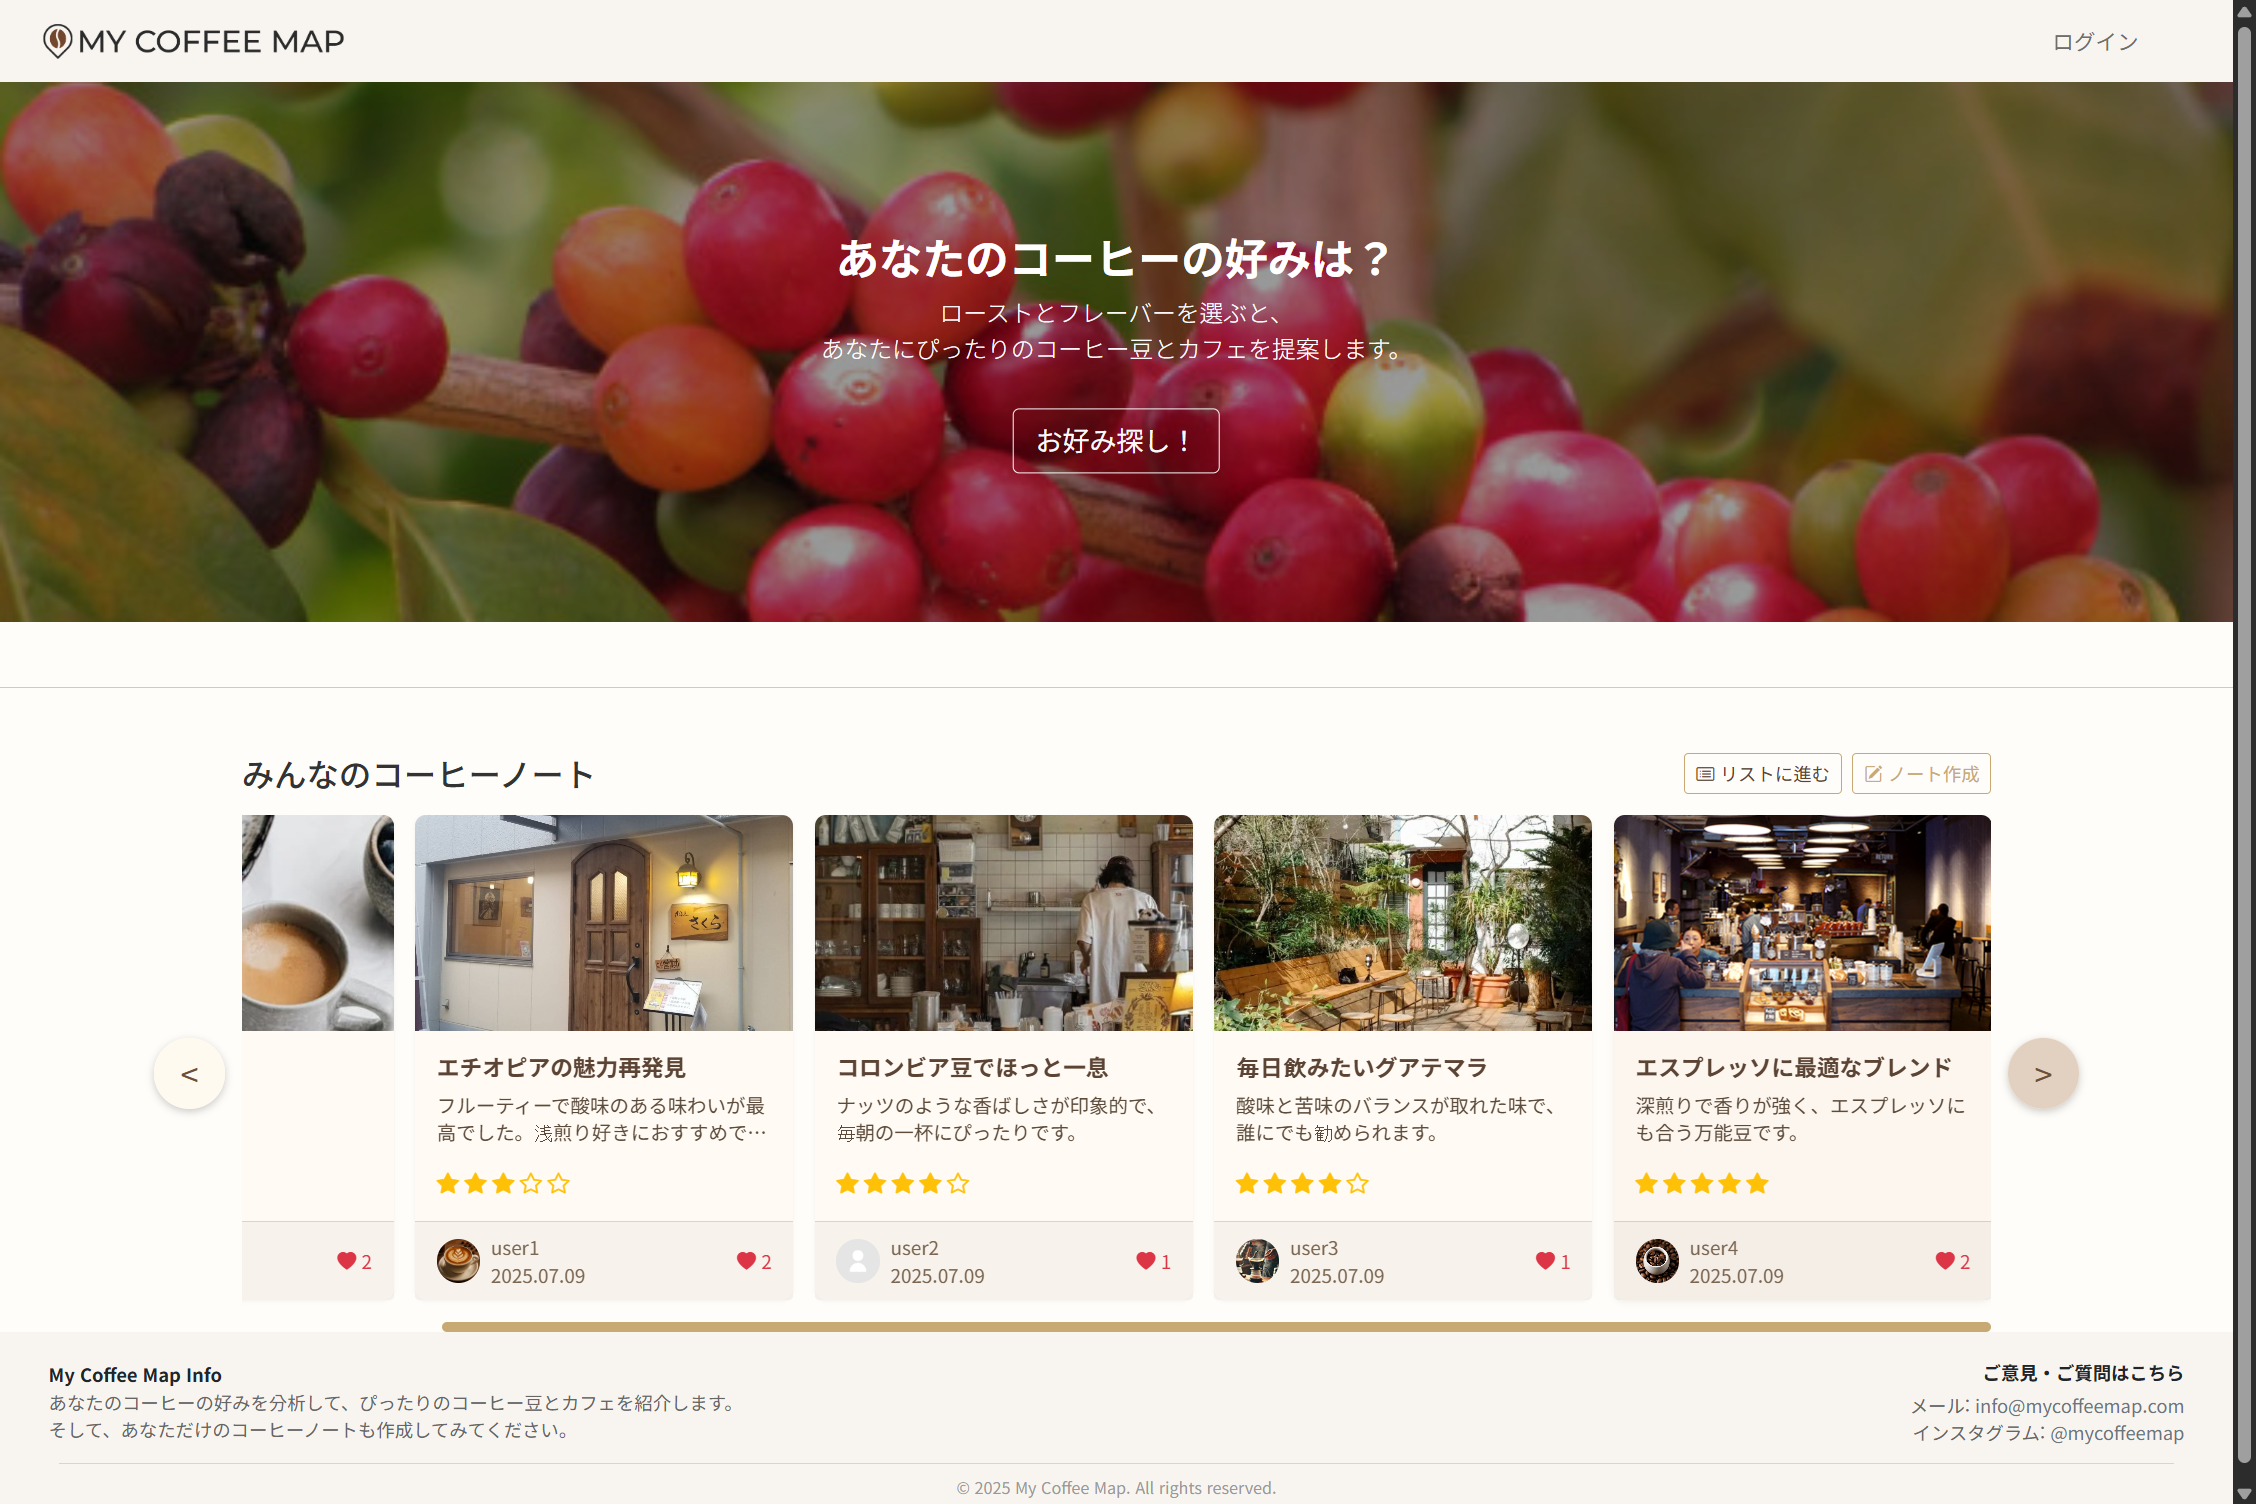 MY COFFEE MAP
ログイン
あなたのコーヒーの好みは？
ローストとフレーバーを選ぶと、
あなたにぴったりのコーヒー豆とカフェを提案します。
お好み探し！
みんなのコーヒーノート
リストに進む
ノート作成
さくら
<
>
エチオピアの魅力再発見
フルーティーで酸味のある味わいが最
高でした。浅煎り好きにおすすめで…
user1
2025.07.09
2
2
コロンビア豆でほっと一息
ナッツのような香ばしさが印象的で、
毎朝の一杯にぴったりです。
user2
2025.07.09
1
毎日飲みたいグアテマラ
酸味と苦味のバランスが取れた味で、
誰にでも勧められます。
user3
2025.07.09
1
エスプレッソに最適なブレンド
深煎りで香りが強く、エスプレッソに
も合う万能豆です。
user4
2025.07.09
2
My Coffee Map Info
あなたのコーヒーの好みを分析して、ぴったりのコーヒー豆とカフェを紹介します。
そして、あなただけのコーヒーノートも作成してみてください。
ご意見・ご質問はこちら
メール: info@mycoffeemap.com
インスタグラム: @mycoffeemap
© 2025 My Coffee Map. All rights reserved.